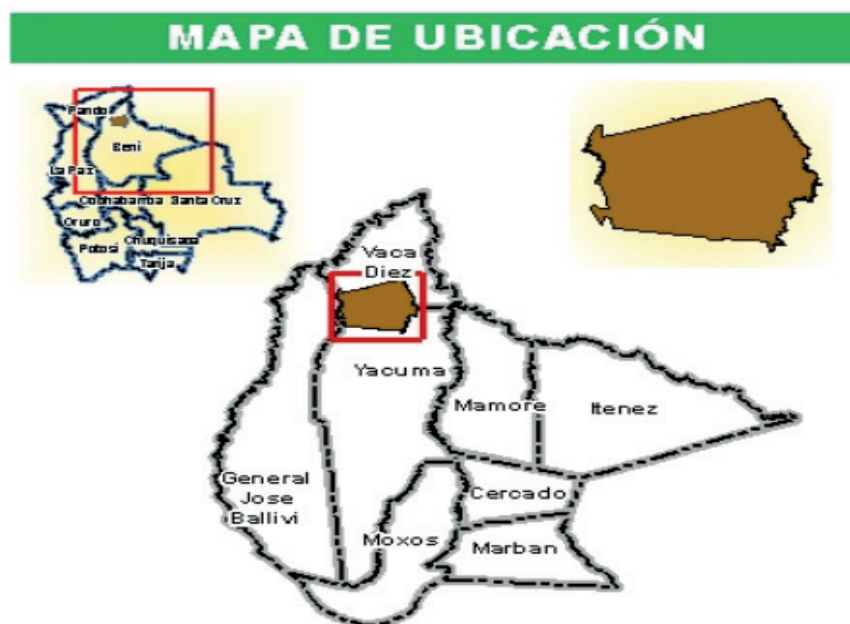 MAPA DE UBICACIÓN
Pando
Beni
La Paz
Cochabamba
Santa Cruz
Oruro
Chuquisaca
Potosi
Tarija
Vaca
Diez
Yacuma
Mamore
Itenez
General
Jose
Ballivi
Cercado
Moxos
Marban